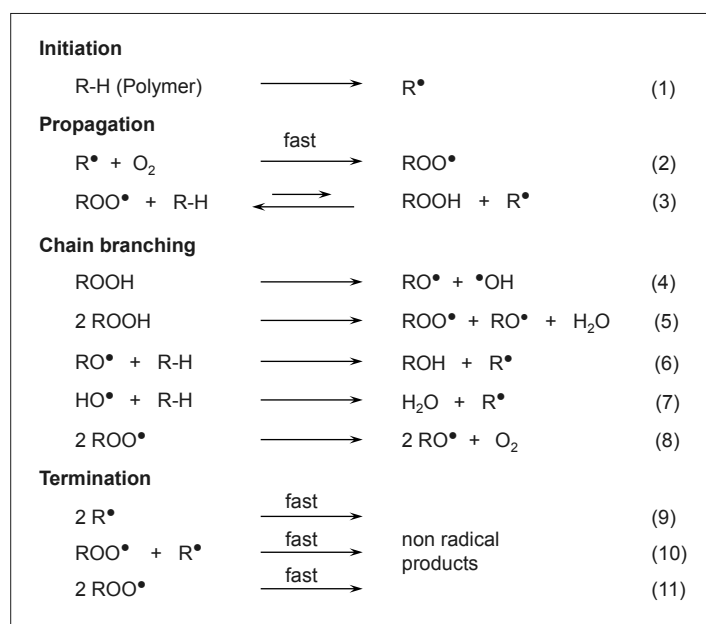 Initiation
R-H (Polymer) ⟶ R• (1)
Propagation
fast
R• + O₂ ⟶ ROO• (2)
ROO• + R-H ⇄ ROOH + R• (3)
Chain branching
ROOH ⟶ RO• + •OH (4)
2 ROOH ⟶ ROO• + RO• + H₂O (5)
RO• + R-H ⟶ ROH + R• (6)
HO• + R-H ⟶ H₂O + R• (7)
2 ROO• ⟶ 2 RO• + O₂ (8)
Termination
fast
2 R• ⟶ (9)
fast
ROO• + R• ⟶ non radical products (10)
fast
2 ROO• ⟶ (11)